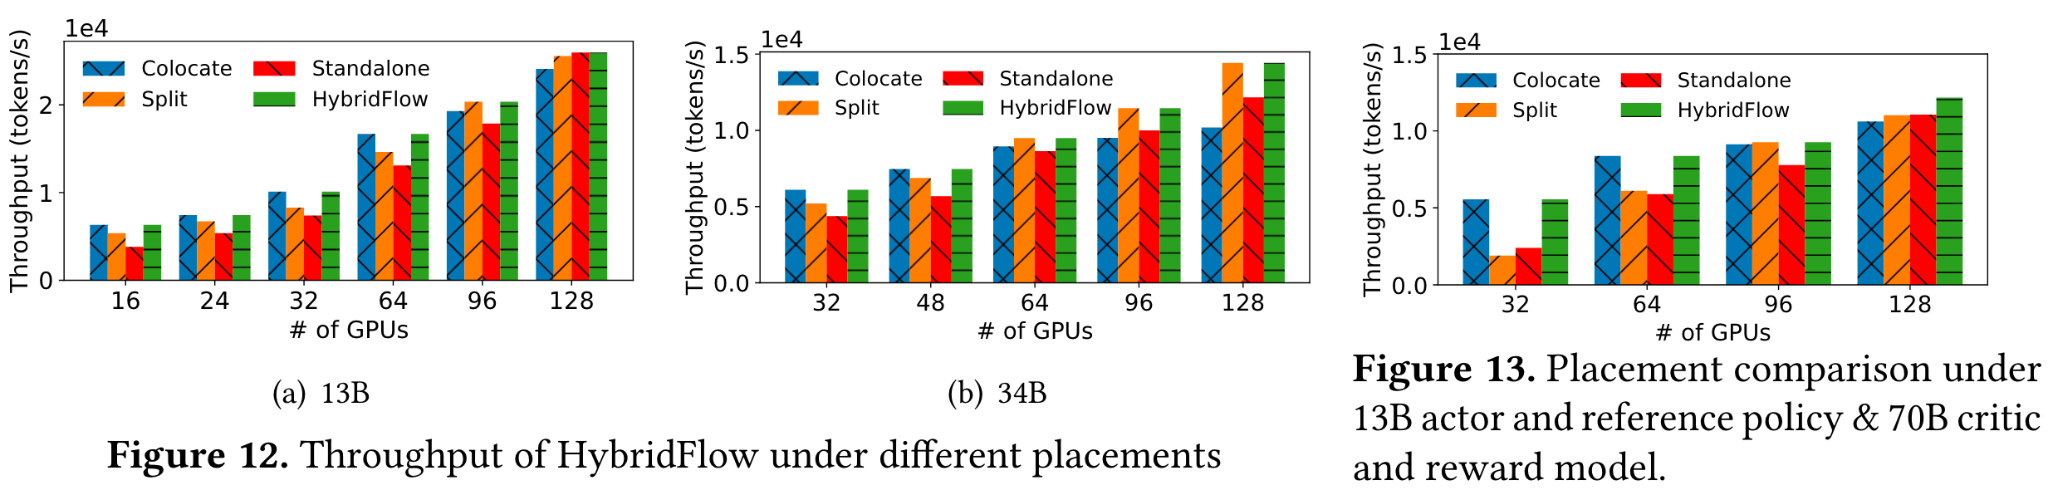 1e4
Throughput (tokens/s)
Colocate
Split
Standalone
HybridFlow
2
1
0
16 24 32 64 96 128
# of GPUs
(a) 13B
1e4
Throughput (tokens/s)
Colocate
Split
Standalone
HybridFlow
1.5
1.0
0.5
0.0
32 48 64 96 128
# of GPUs
(b) 34B
Figure 12. Throughput of HybridFlow under different placements
1e4
Throughput (tokens/s)
Colocate
Split
Standalone
HybridFlow
1.5
1.0
0.5
0.0
32 64 96 128
# of GPUs
Figure 13. Placement comparison under
13B actor and reference policy & 70B critic
and reward model.